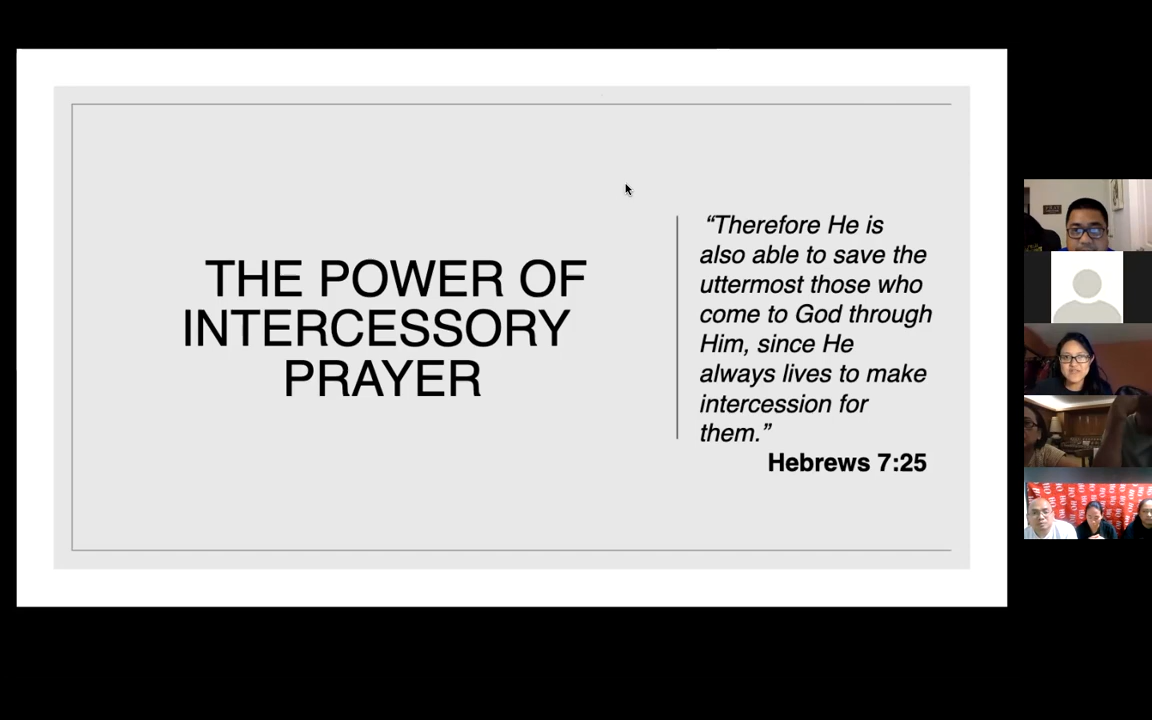 THE POWER OF
INTERCESSORY
PRAYER
“Therefore He is
also able to save the
uttermost those who
come to God through
Him, since He
always lives to make
intercession for
them.”
Hebrews 7:25